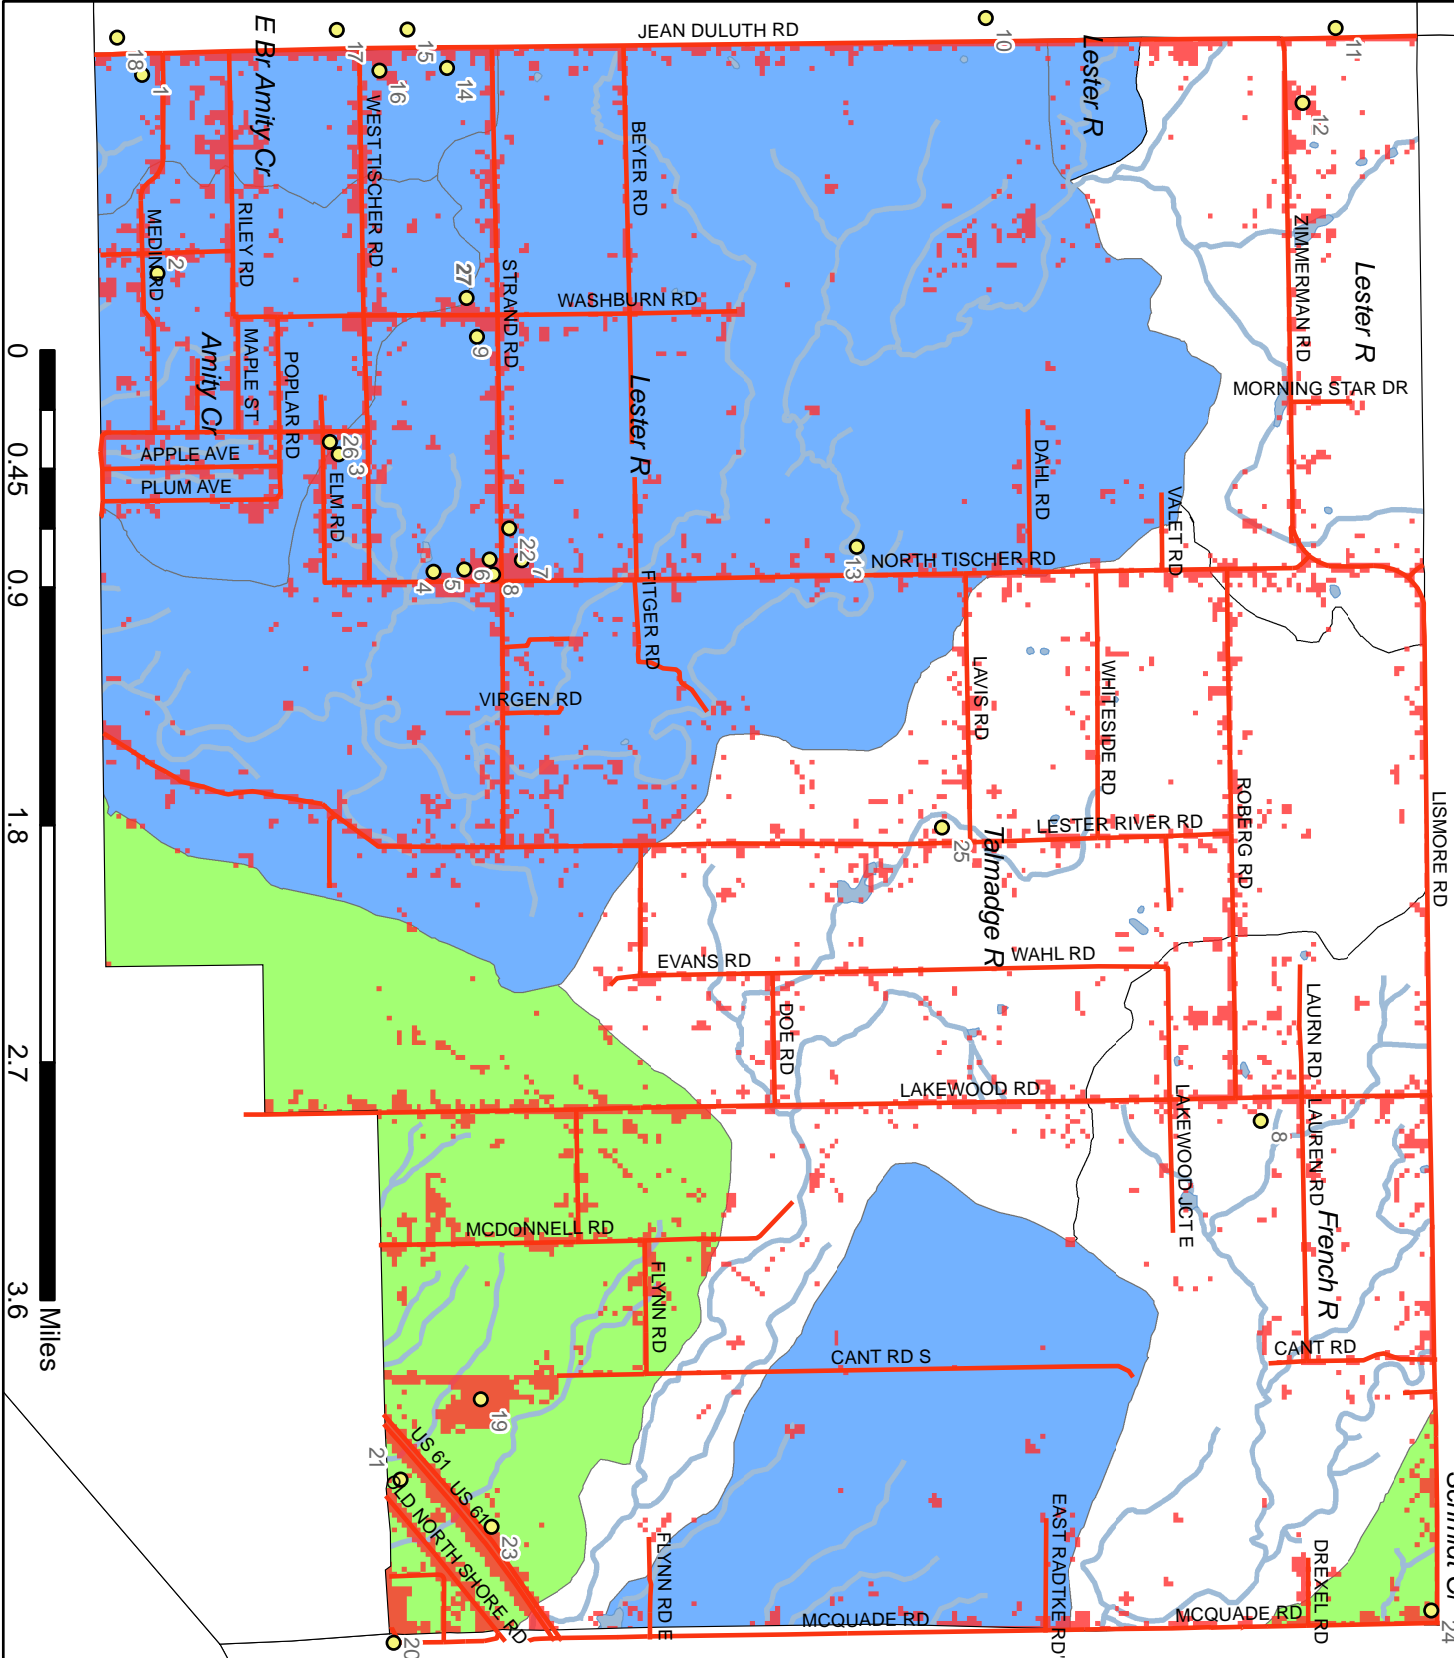 JEAN DULUTH RD
10
11
18
1
E Br Amity Cr
17
15
16
14
Lester R
12
WEST TISCHER RD
BEYER RD
MEDIN RD
2
RILEY RD
27
STRAND RD
WASHBURN RD
ZIMMERMAN RD
Lester R
9
Amity Cr
MAPLE ST
POPLAR RD
Lester R
MORNING STAR DR
APPLE AVE
PLUM AVE
26
3
ELM RD
DAHL RD
VALET RD
22
7
6
5
4
8
13
NORTH TISCHER RD
FITGER RD
VIRGEN RD
LAVIS RD
WHITESIDE RD
ROBERG RD
LISMORE RD
LESTER RIVER RD
25
Talmadge R
EVANS RD
WAHL RD
DOE RD
LAURN RD
LAKEWOOD RD
LAKEWOOD JCT E
8
LAUREN RD
French R
MCDONNELL RD
FLYNN RD
CANT RD S
CANT RD
19
US 61
US 61
21
OLD NORTH SHORE RD
23
FLYNN RD E
EAST RADTKE RD
DREXEL RD
MCQUADE RD
MCQUADE RD
20
24
0
0.45
0.9
1.8
2.7
3.6
Miles